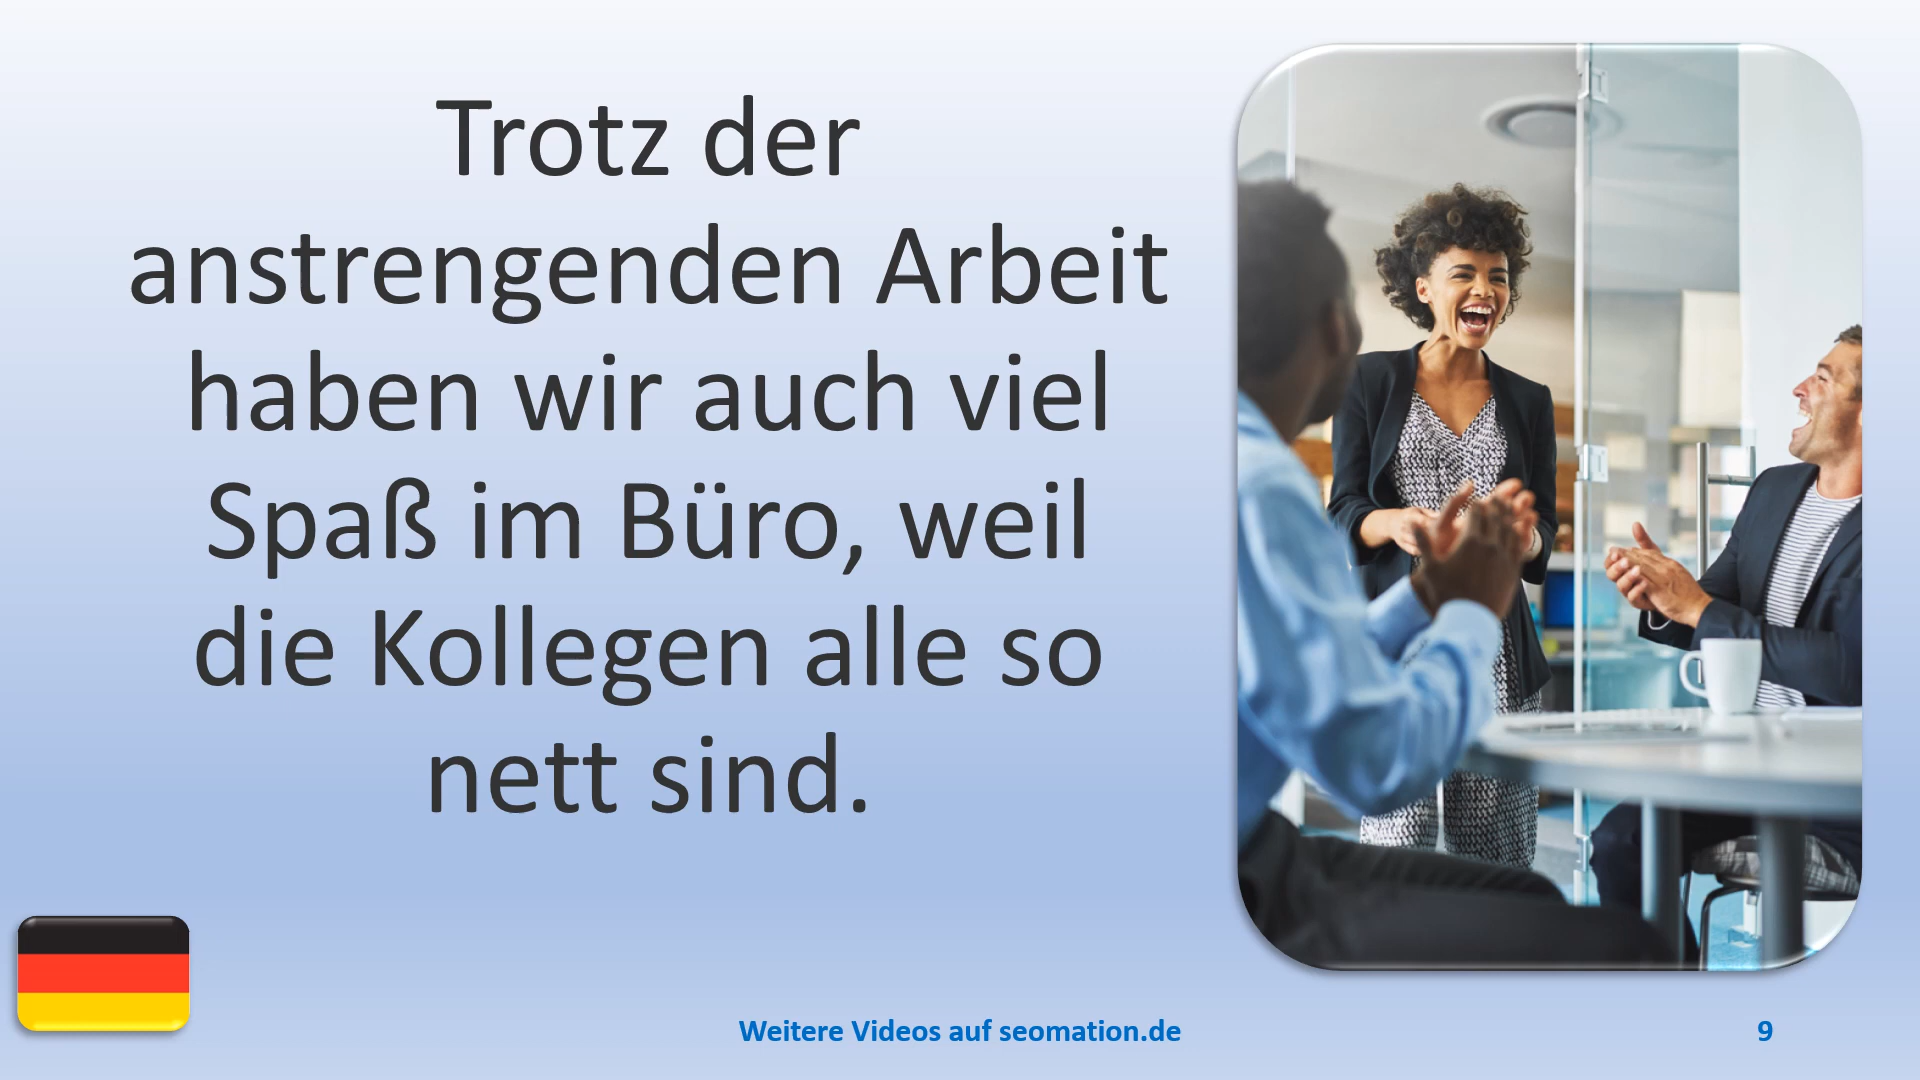 Trotz der
anstrengenden Arbeit
haben wir auch viel
Spaß im Büro, weil
die Kollegen alle so
nett sind.
Weitere Videos auf seomation.de
9